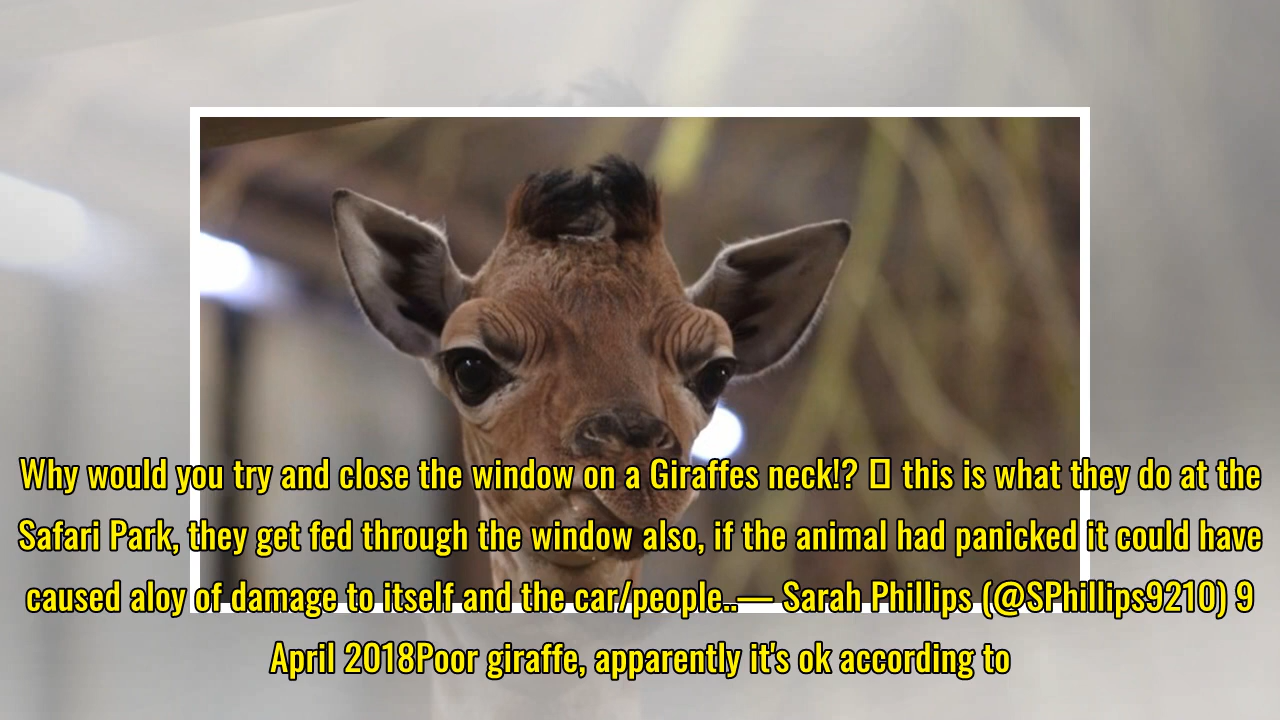 Why would you try and close the window on a Giraffes neck!? ▯ this is what they do at the
Safari Park, they get fed through the window also, if the animal had panicked it could have
caused aloy of damage to itself and the car/people..— Sarah Phillips (@SPhillips9210) 9
April 2018Poor giraffe, apparently it's ok according to